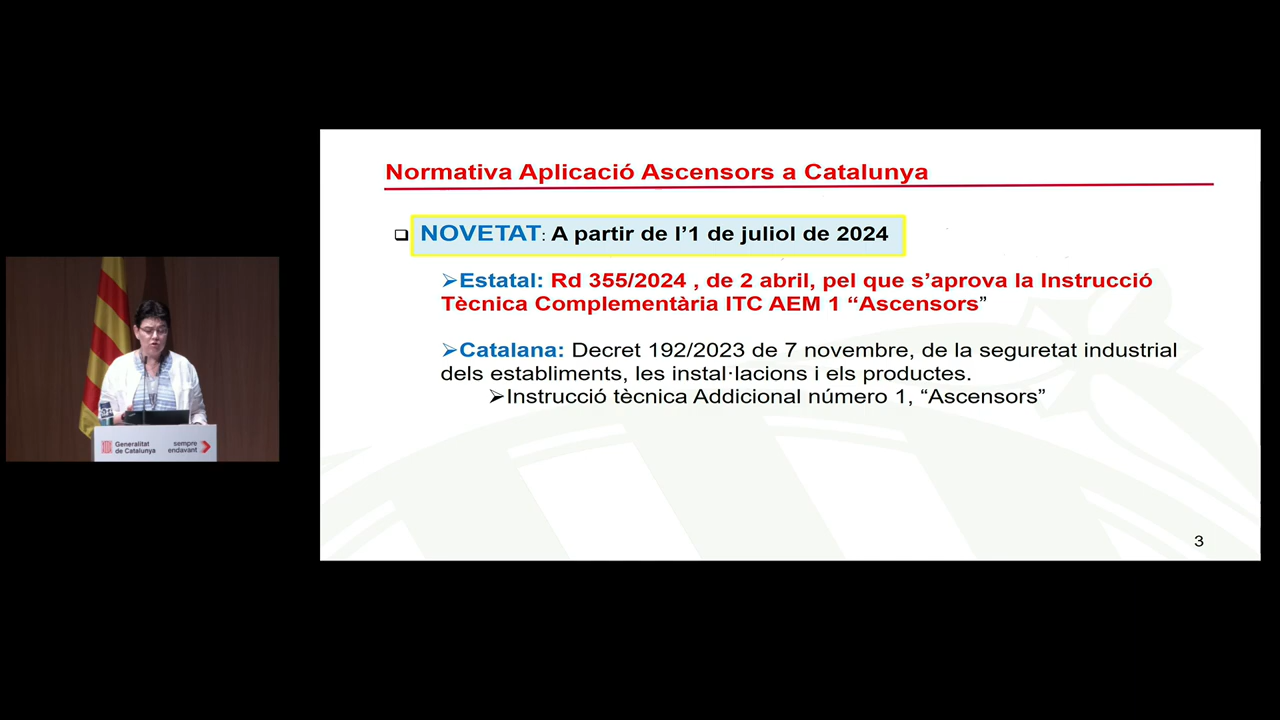 Normativa Aplicació Ascensors a Catalunya
❑ NOVETAT: A partir de l’1 de juliol de 2024
➢Estatal: Rd 355/2024 , de 2 abril, pel que s’aprova la Instrucció
Tècnica Complementària ITC AEM 1 “Ascensors”
➢Catalana: Decret 192/2023 de 7 novembre, de la seguretat industrial
dels establiments, les instal·lacions i els productes.
➢Instrucció tècnica Addicional número 1, “Ascensors”
3
Generalitat
de Catalunya
sempre
endavant